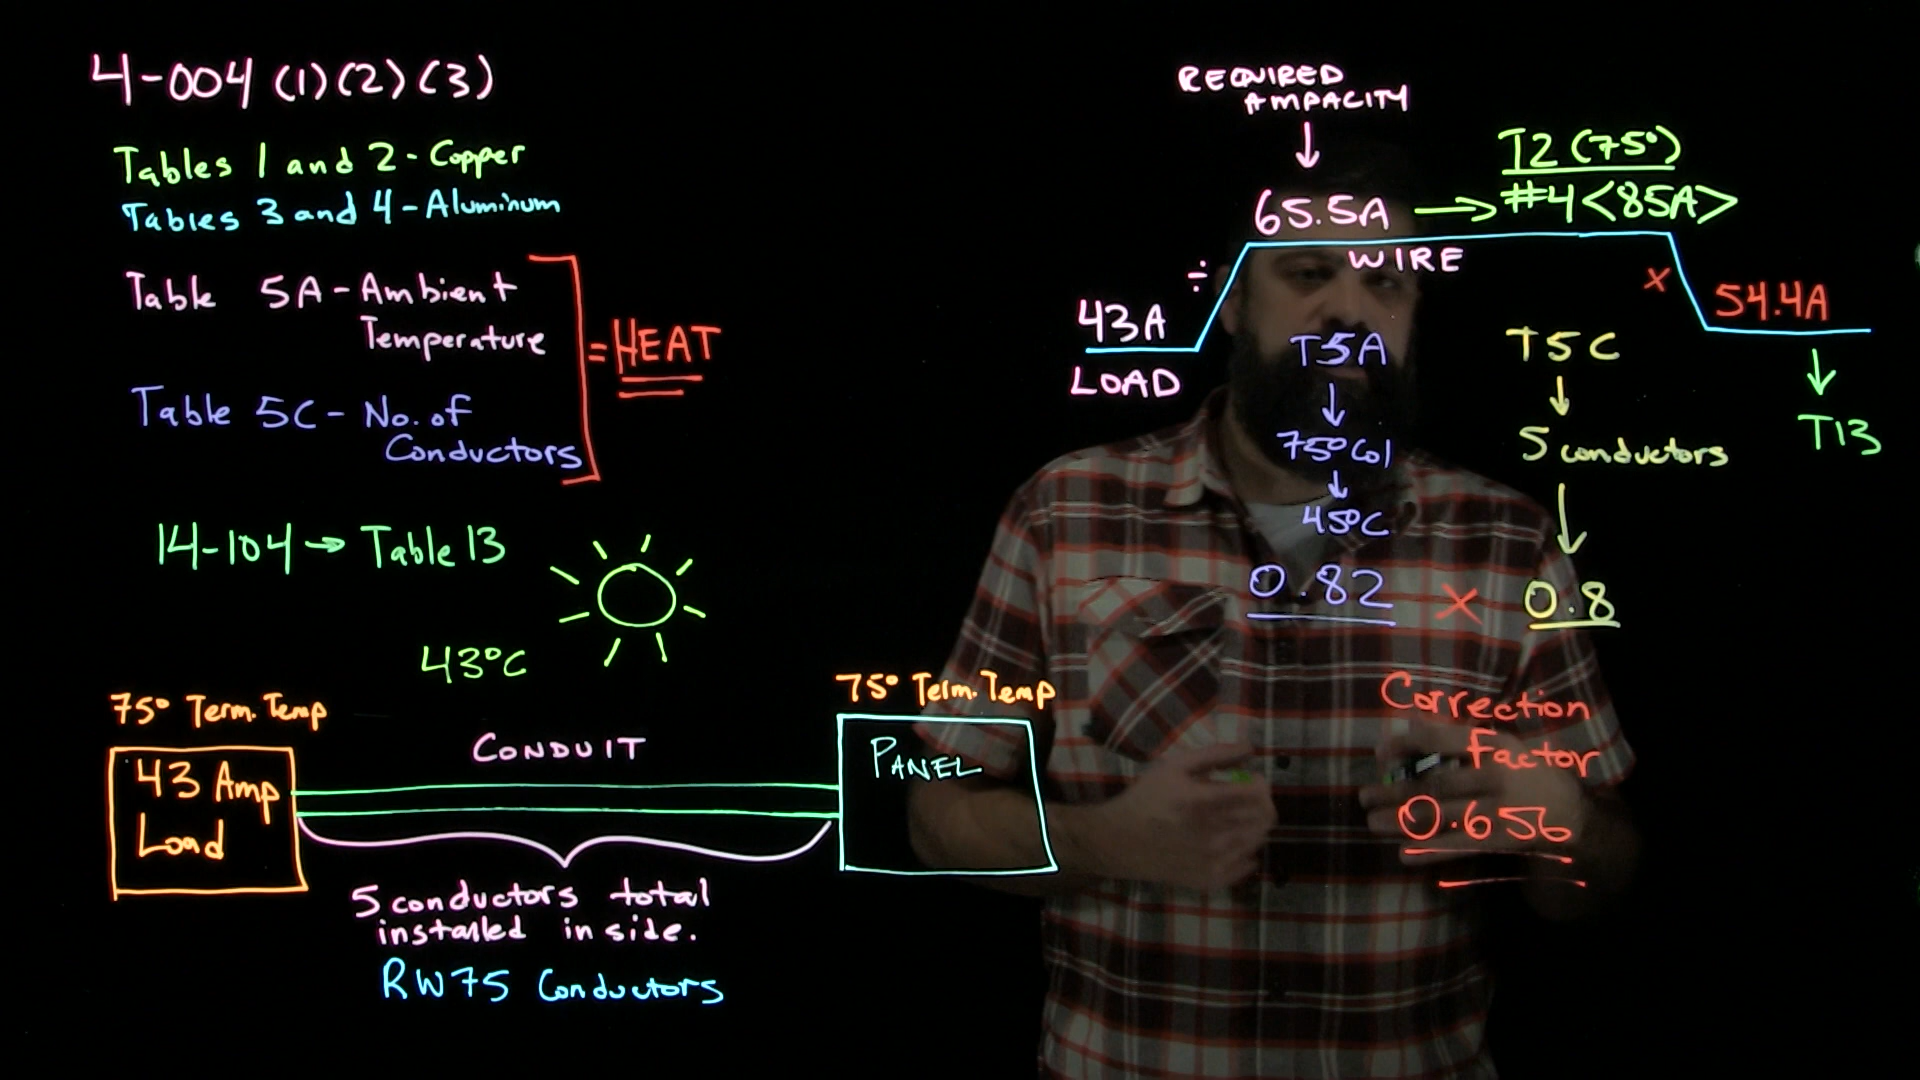 4-004 (1)(2)(3)
Tables 1 and 2 - Copper
Tables 3 and 4 - Aluminum
Table 5A - Ambient
Temperature
Table 5C - No. of
Conductors
= HEAT
14-104 → Table 13
43°C
75° Term. Temp
43 Amp
Load
CONDUIT
75° Term. Temp
PANEL
5 conductors total
installed inside.
RW75 Conductors
REQUIRED
AMPACITY
↓
65.5A → T2 (75°)
#4 <85A>
WIRE
÷
43A
LOAD
x
54.4A
↓
T13
T5A
↓
75° Col
↓
45°C
0.82
x
T5C
↓
5 conductors
↓
0.8
Correction
Factor
0.656